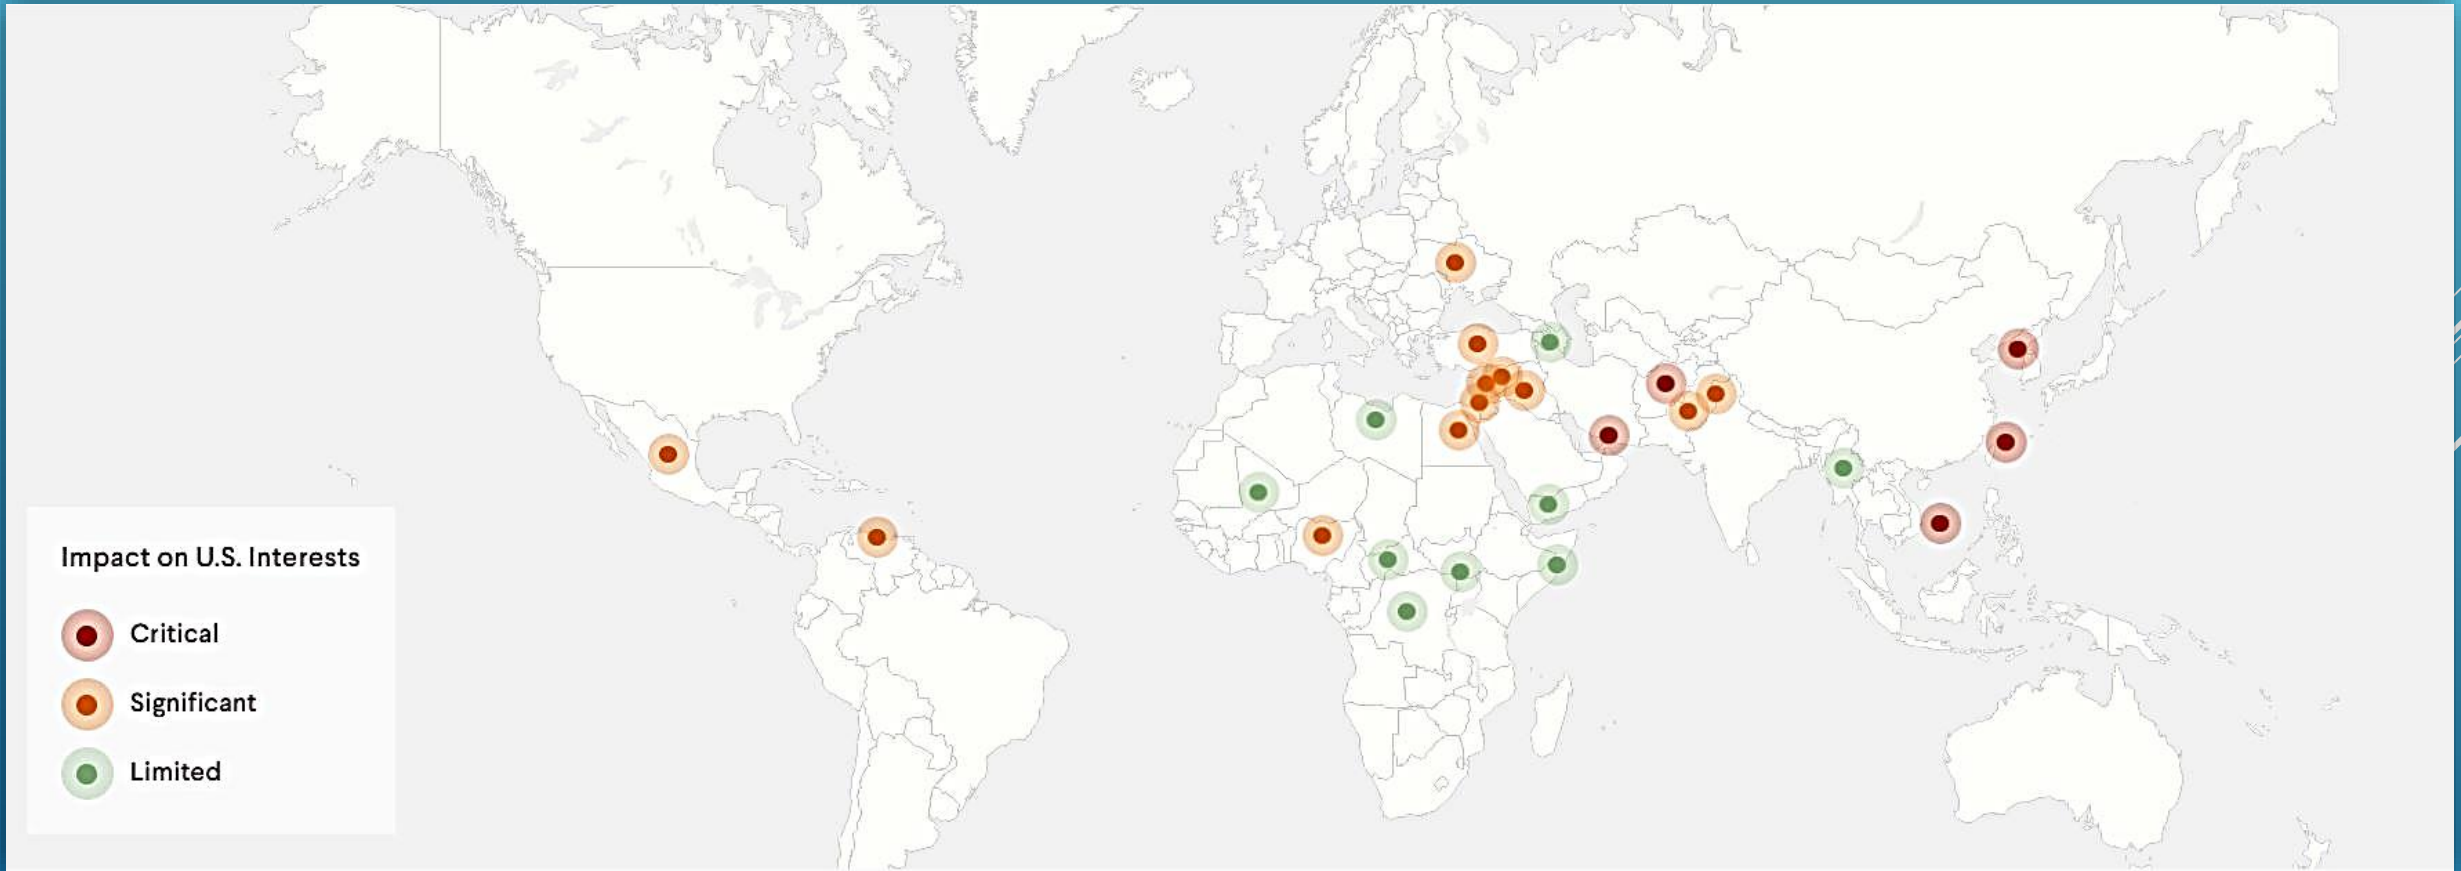 Impact on U.S. Interests
Critical
Significant
Limited